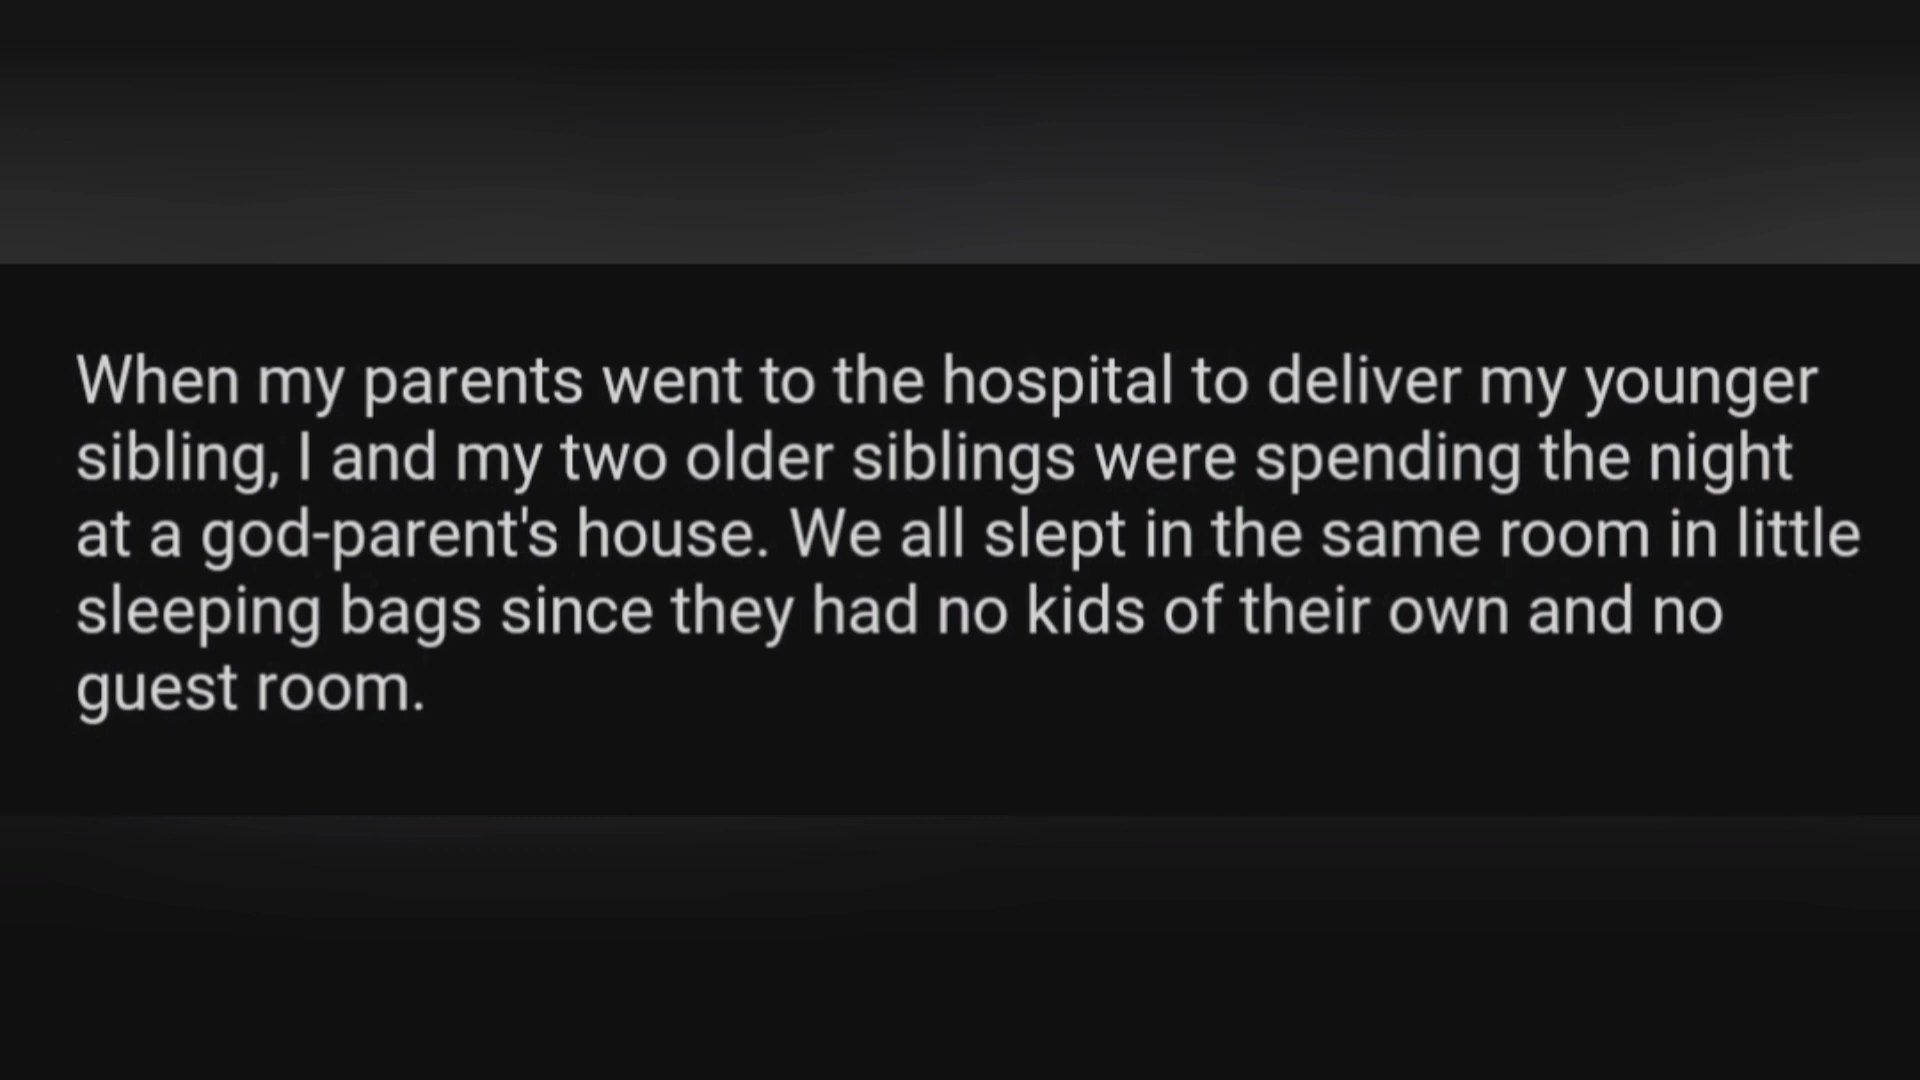 When my parents went to the hospital to deliver my younger
sibling, I and my two older siblings were spending the night
at a god-parent's house. We all slept in the same room in little
sleeping bags since they had no kids of their own and no
guest room.